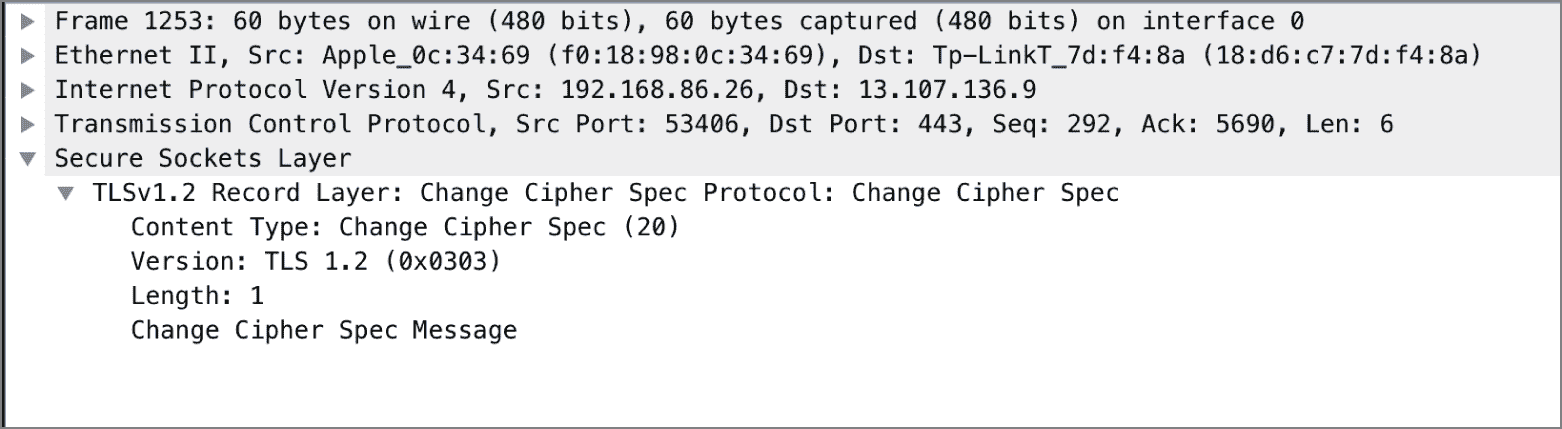 Frame 1253: 60 bytes on wire (480 bits), 60 bytes captured (480 bits) on interface 0
Ethernet II, Src: Apple_0c:34:69 (f0:18:98:0c:34:69), Dst: Tp-LinkT_7d:f4:8a (18:d6:c7:7d:f4:8a)
Internet Protocol Version 4, Src: 192.168.86.26, Dst: 13.107.136.9
Transmission Control Protocol, Src Port: 53406, Dst Port: 443, Seq: 292, Ack: 5690, Len: 6
Secure Sockets Layer
TLSv1.2 Record Layer: Change Cipher Spec Protocol: Change Cipher Spec
Content Type: Change Cipher Spec (20)
Version: TLS 1.2 (0x0303)
Length: 1
Change Cipher Spec Message